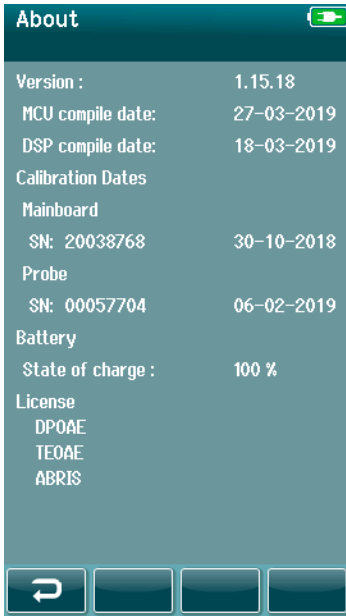 About
Version : 1.15.18
MCU compile date: 27-03-2019
DSP compile date: 18-03-2019
Calibration Dates
Mainboard
SN: 20038768 30-10-2018
Probe
SN: 00057704 06-02-2019
Battery
State of charge : 100 %
License
DPOAE
TEOAE
ABRIS